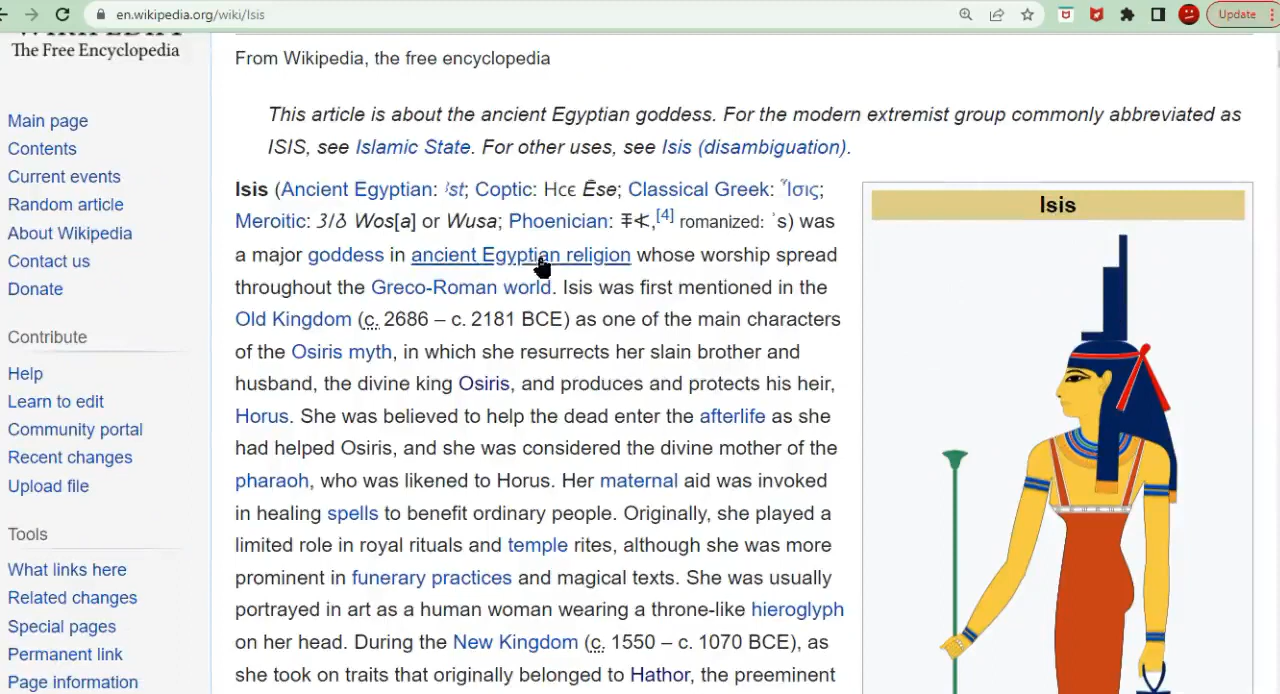 en.wikipedia.org/wiki/Isis
Update
The Free Encyclopedia
Main page
Contents
Current events
Random article
About Wikipedia
Contact us
Donate
Contribute
Help
Learn to edit
Community portal
Recent changes
Upload file
Tools
What links here
Related changes
Special pages
Permanent link
Page information
From Wikipedia, the free encyclopedia
This article is about the ancient Egyptian goddess. For the modern extremist group commonly abbreviated as
ISIS, see Islamic State. For other uses, see Isis (disambiguation).
Isis (Ancient Egyptian: ꜣst; Coptic: Ⲏⲥⲉ Ēse; Classical Greek: Ἶσις;
Meroitic: Wos[a] or Wusa; Phoenician: 𐤀𐤎,[4] romanized: ʾs) was
a major goddess in ancient Egyptian religion whose worship spread
throughout the Greco-Roman world. Isis was first mentioned in the
Old Kingdom (c. 2686 – c. 2181 BCE) as one of the main characters
of the Osiris myth, in which she resurrects her slain brother and
husband, the divine king Osiris, and produces and protects his heir,
Horus. She was believed to help the dead enter the afterlife as she
had helped Osiris, and she was considered the divine mother of the
pharaoh, who was likened to Horus. Her maternal aid was invoked
in healing spells to benefit ordinary people. Originally, she played a
limited role in royal rituals and temple rites, although she was more
prominent in funerary practices and magical texts. She was usually
portrayed in art as a human woman wearing a throne-like hieroglyph
on her head. During the New Kingdom (c. 1550 – c. 1070 BCE), as
she took on traits that originally belonged to Hathor, the preeminent
Isis